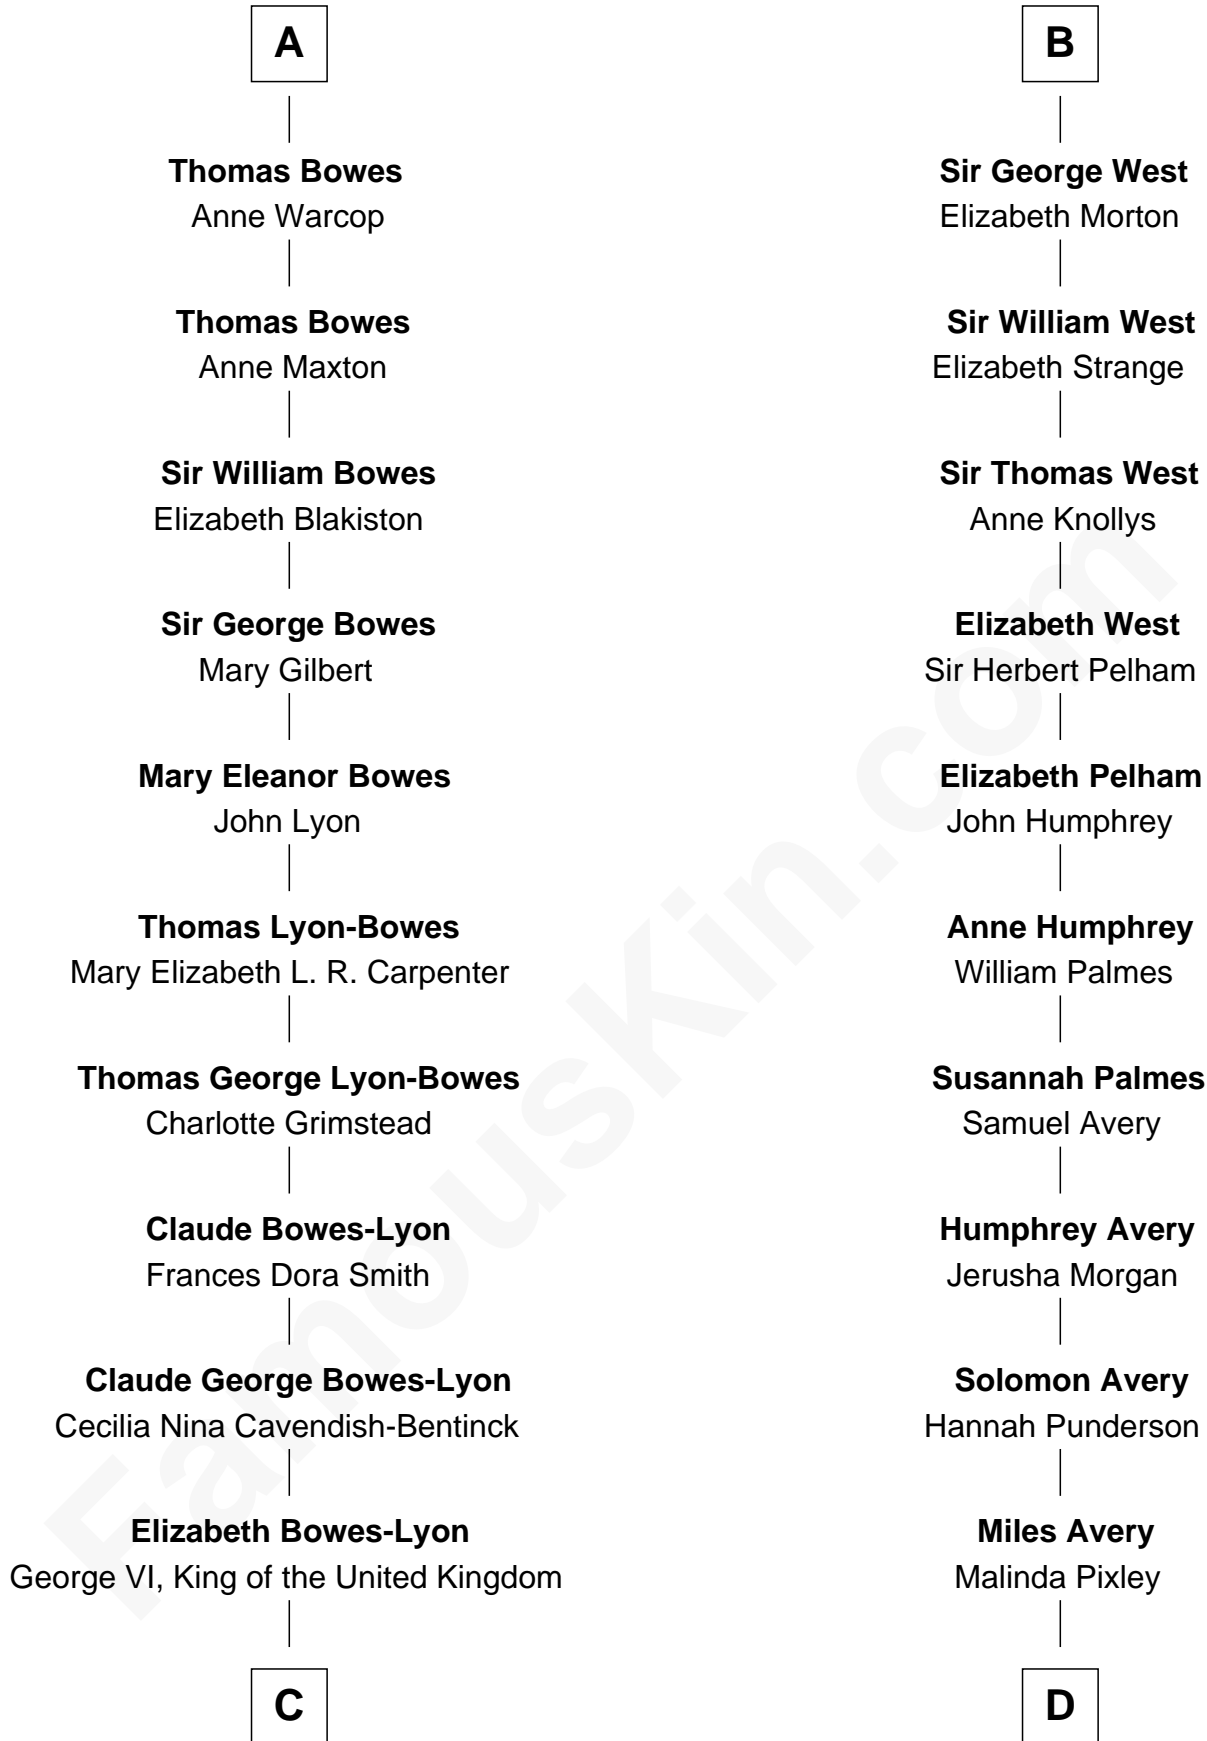 A
Thomas Bowes
Anne Warcop
Thomas Bowes
Anne Maxton
Sir William Bowes
Elizabeth Blakiston
Sir George Bowes
Mary Gilbert
Mary Eleanor Bowes
John Lyon
Thomas Lyon-Bowes
Mary Elizabeth L. R. Carpenter
Thomas George Lyon-Bowes
Charlotte Grimstead
Claude Bowes-Lyon
Frances Dora Smith
Claude George Bowes-Lyon
Cecilia Nina Cavendish-Bentinck
Elizabeth Bowes-Lyon
George VI, King of the United Kingdom
C
B
Sir George West
Elizabeth Morton
Sir William West
Elizabeth Strange
Sir Thomas West
Anne Knollys
Elizabeth West
Sir Herbert Pelham
Elizabeth Pelham
John Humphrey
Anne Humphrey
William Palmes
Susannah Palmes
Samuel Avery
Humphrey Avery
Jerusha Morgan
Solomon Avery
Hannah Punderson
Miles Avery
Malinda Pixley
D
FamousKin.com